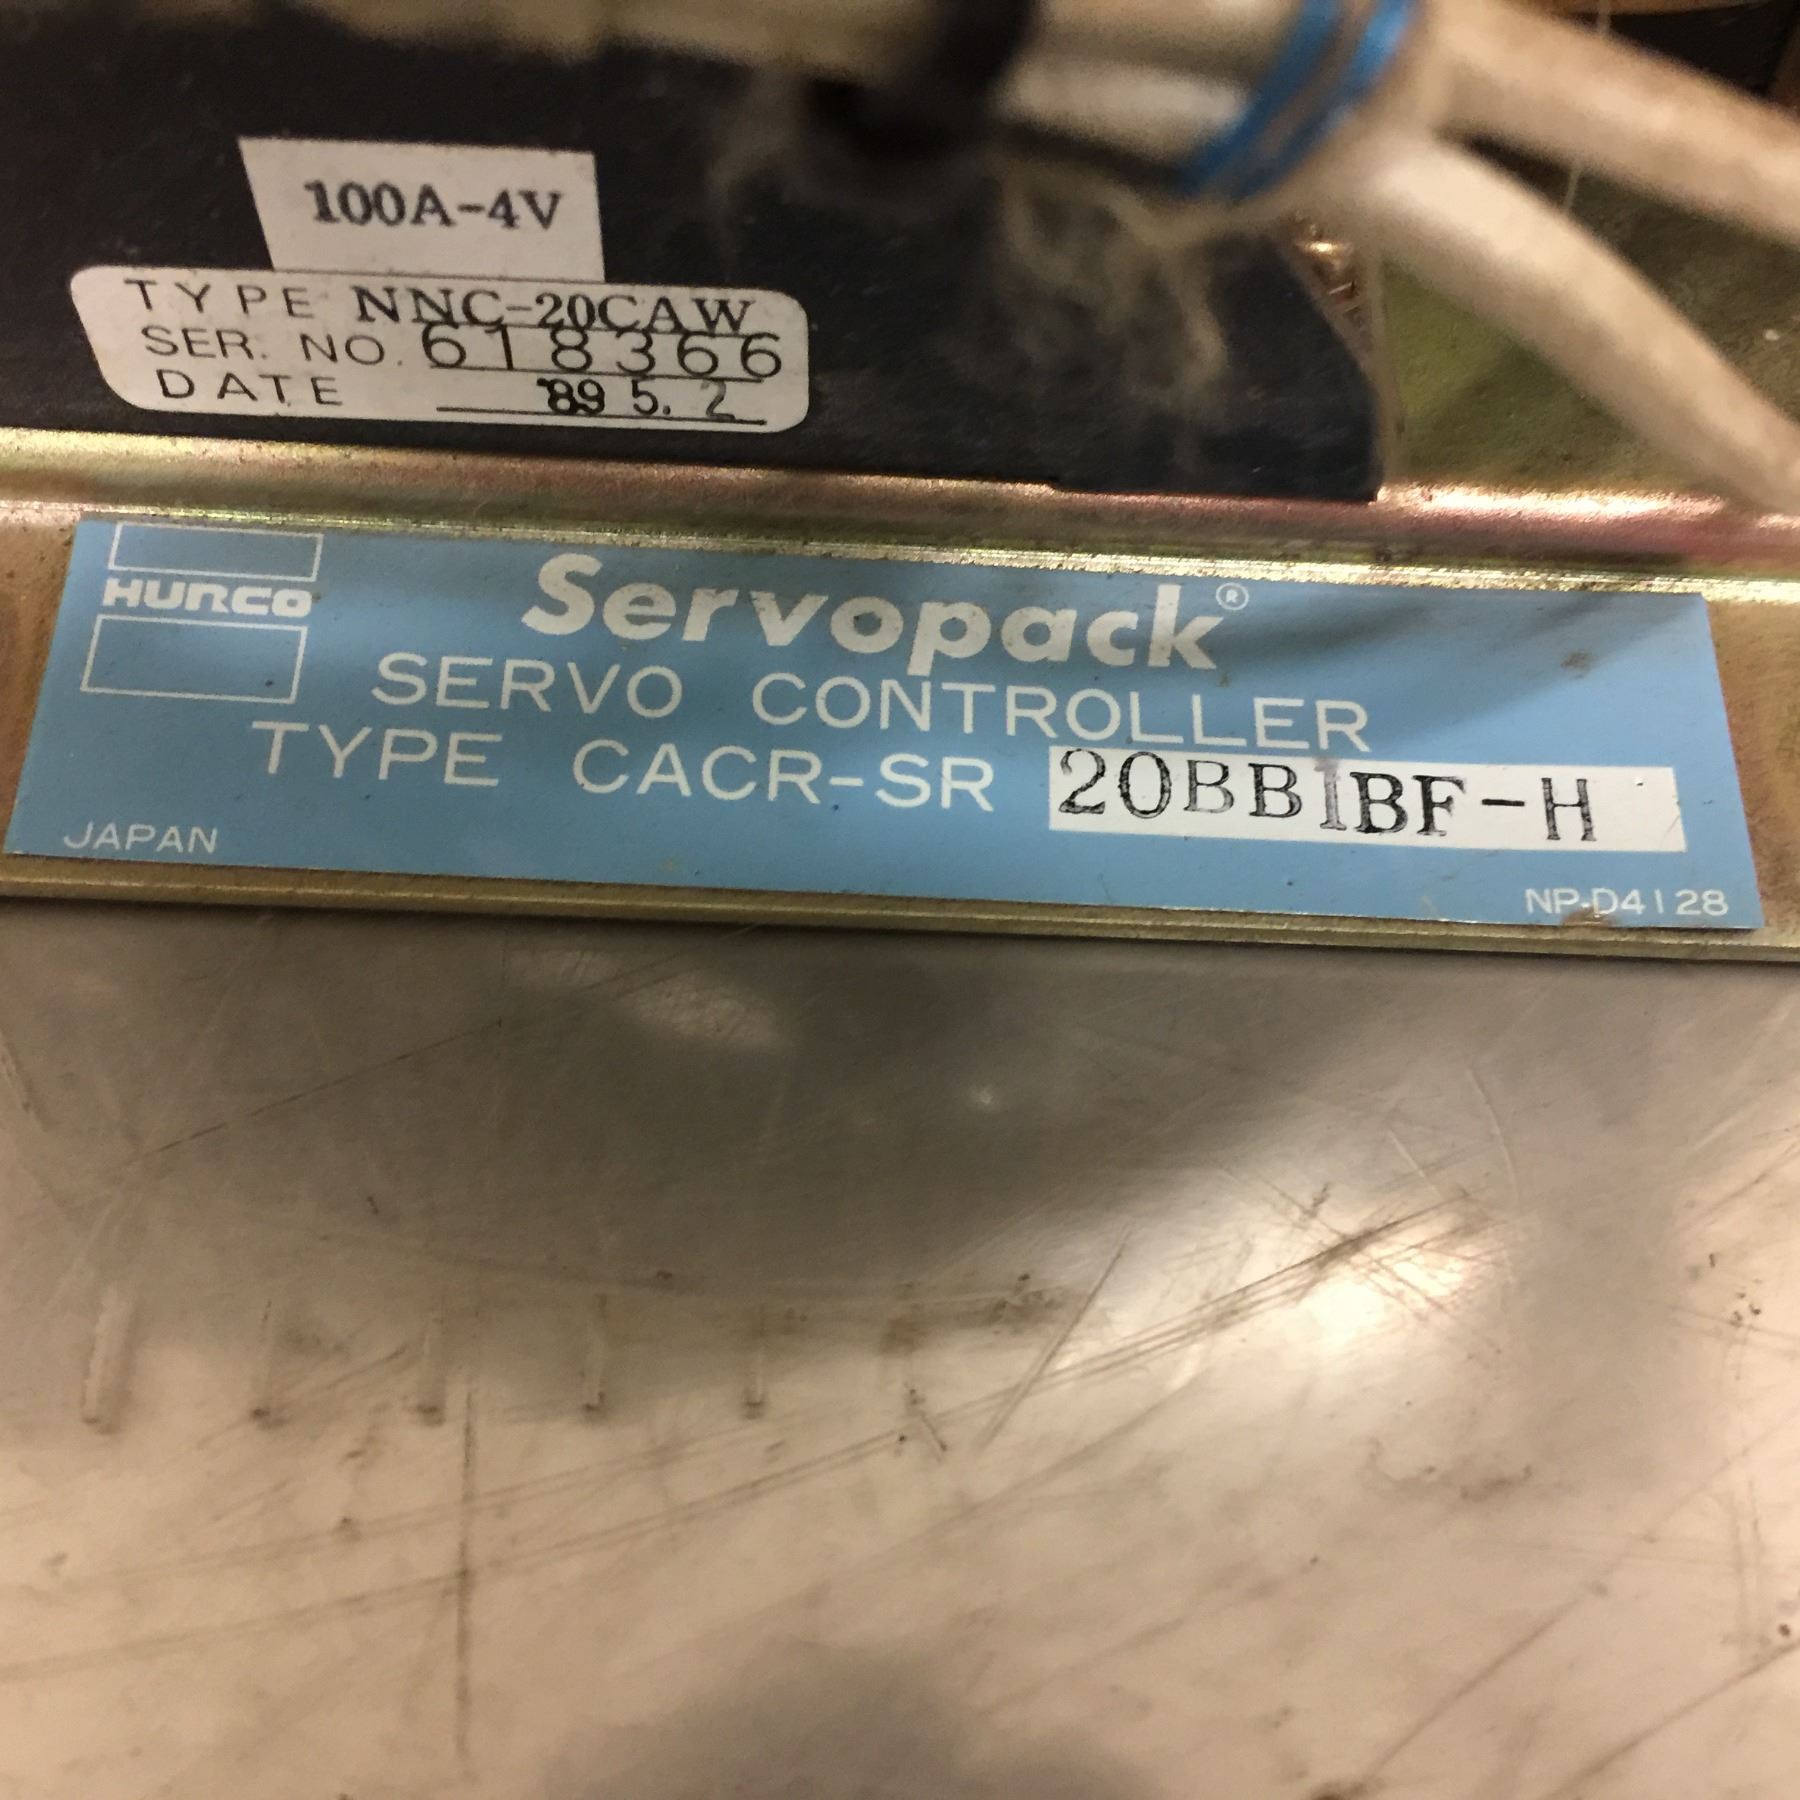 100A-4V
TYPE NNC-20CAW
SER. NO. 618366
DATE '89 5. 2
HURCO
Servopack®
SERVO CONTROLLER
TYPE CACR-SR 20BB1BF-H
JAPAN
NP-D4128